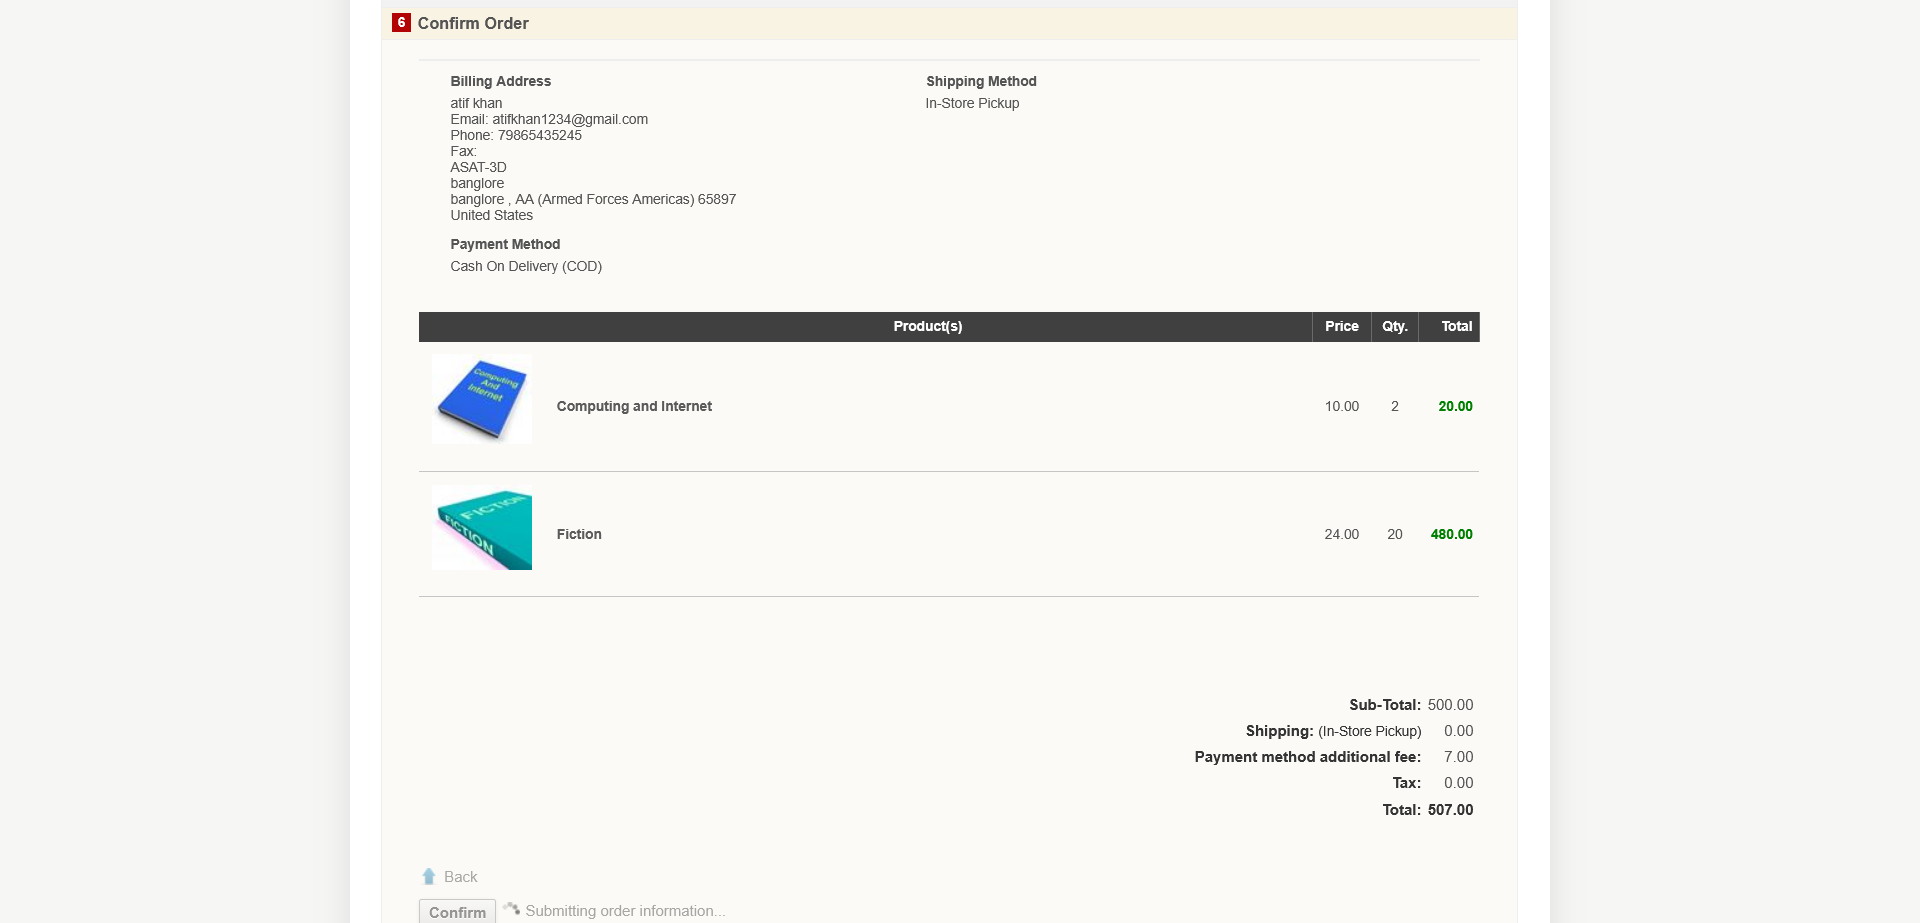 6 Confirm Order
Billing Address
atif khan
Email: atifkhan1234@gmail.com
Phone: 79865435245
Fax:
ASAT-3D
banglore
banglore , AA (Armed Forces Americas) 65897
United States
Payment Method
Cash On Delivery (COD)
Shipping Method
In-Store Pickup
Product(s) Price Qty. Total
Computing
And
Internet
Computing and Internet 10.00 2 20.00
FICTION
FICTION
Fiction 24.00 20 480.00
Sub-Total: 500.00
Shipping: (In-Store Pickup) 0.00
Payment method additional fee: 7.00
Tax: 0.00
Total: 507.00
Back
Confirm Submitting order information...